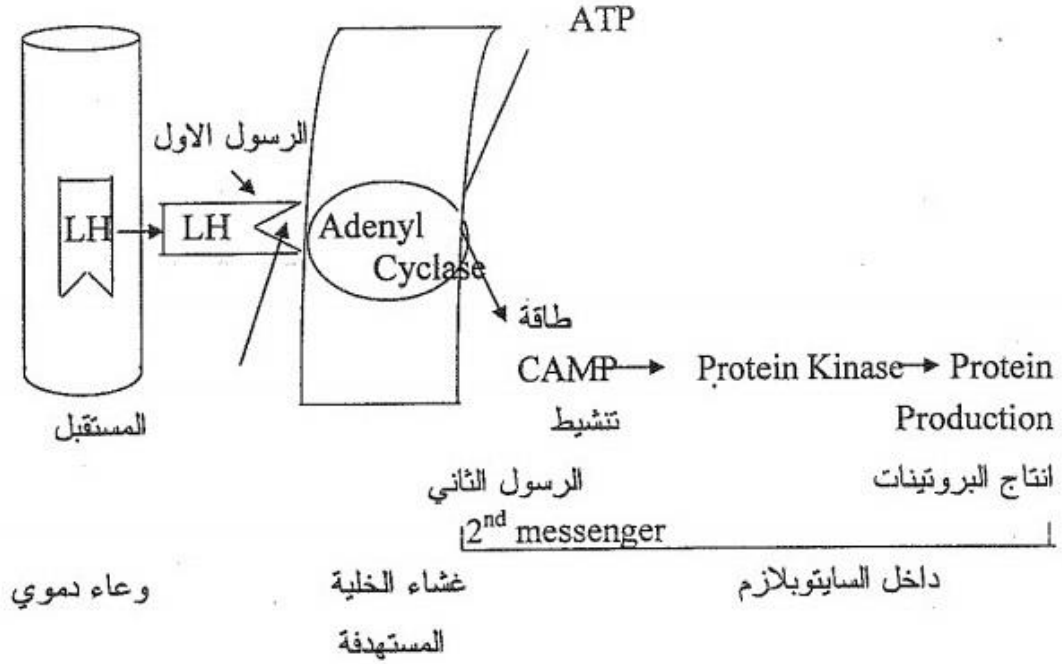 ATP
الرسول الاول
LH
LH
Adenyl
Cyclase
طاقة
CAMP
Protein Kinase
Protein
المستقبل
تنشيط
Production
الرسول الثاني
انتاج البروتينات
2nd messenger
وعاء دموي
غشاء الخلية
داخل السايتوبلازم
المستهدفة